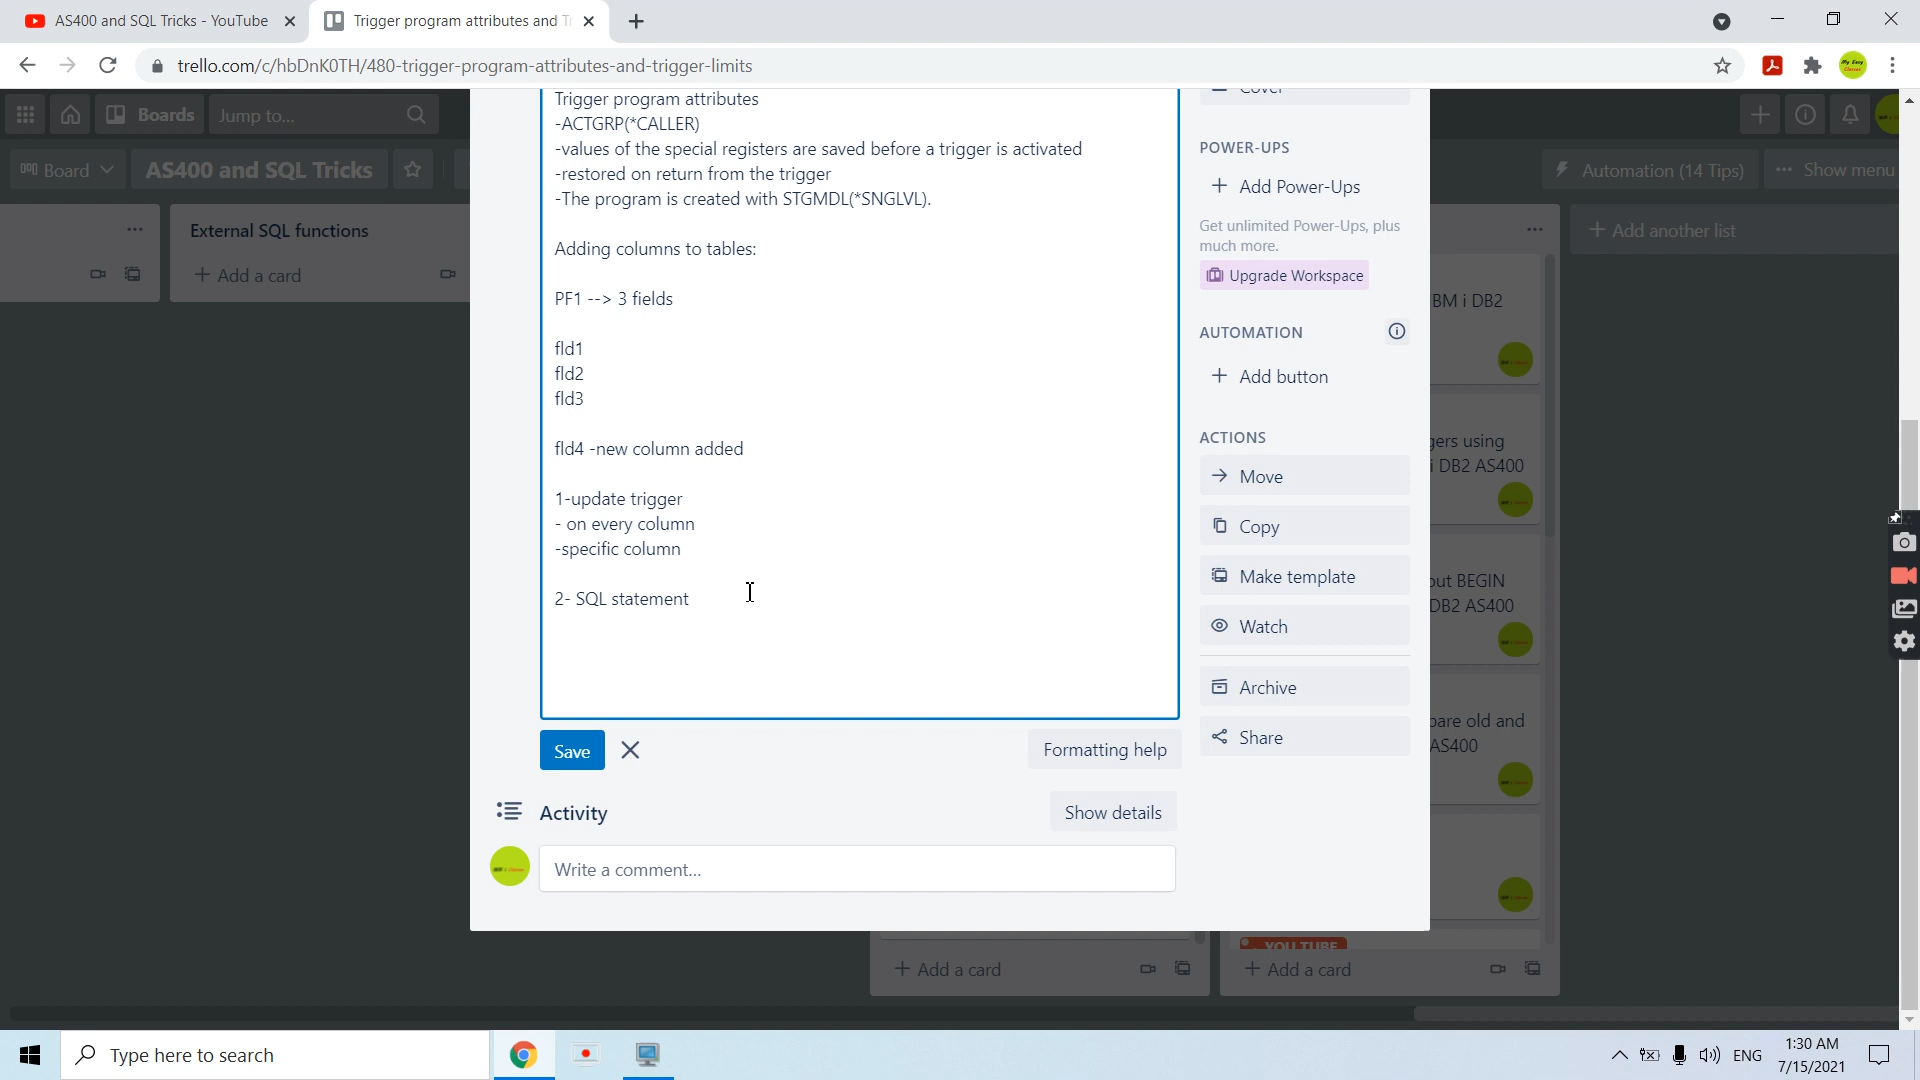 AS400 and SQL Tricks - YouTube
Trigger program attributes and T
trello.com/c/hbDnK0TH/480-trigger-program-attributes-and-trigger-limits
Boards
Jump to...
Board
AS400 and SQL Tricks
Automation (14 Tips)
Show menu
External SQL functions
+ Add a card
+ Add another list
Trigger program attributes
-ACTGRP(*CALLER)
-values of the special registers are saved before a trigger is activated
-restored on return from the trigger
-The program is created with STGMDL(*SNGLVL).
Adding columns to tables:
PF1 --> 3 fields
fld1
fld2
fld3
fld4 -new column added
1-update trigger
- on every column
-specific column
2- SQL statement
Save
Formatting help
Activity
Show details
Write a comment...
Cover
POWER-UPS
+ Add Power-Ups
Get unlimited Power-Ups, plus
much more.
Upgrade Workspace
AUTOMATION
+ Add button
ACTIONS
Move
Copy
Make template
Watch
Archive
Share
BM i DB2
gers using
i DB2 AS400
out BEGIN
DB2 AS400
pare old and
AS400
YOUTUBE
+ Add a card
+ Add a card
Type here to search
ENG
1:30 AM
7/15/2021